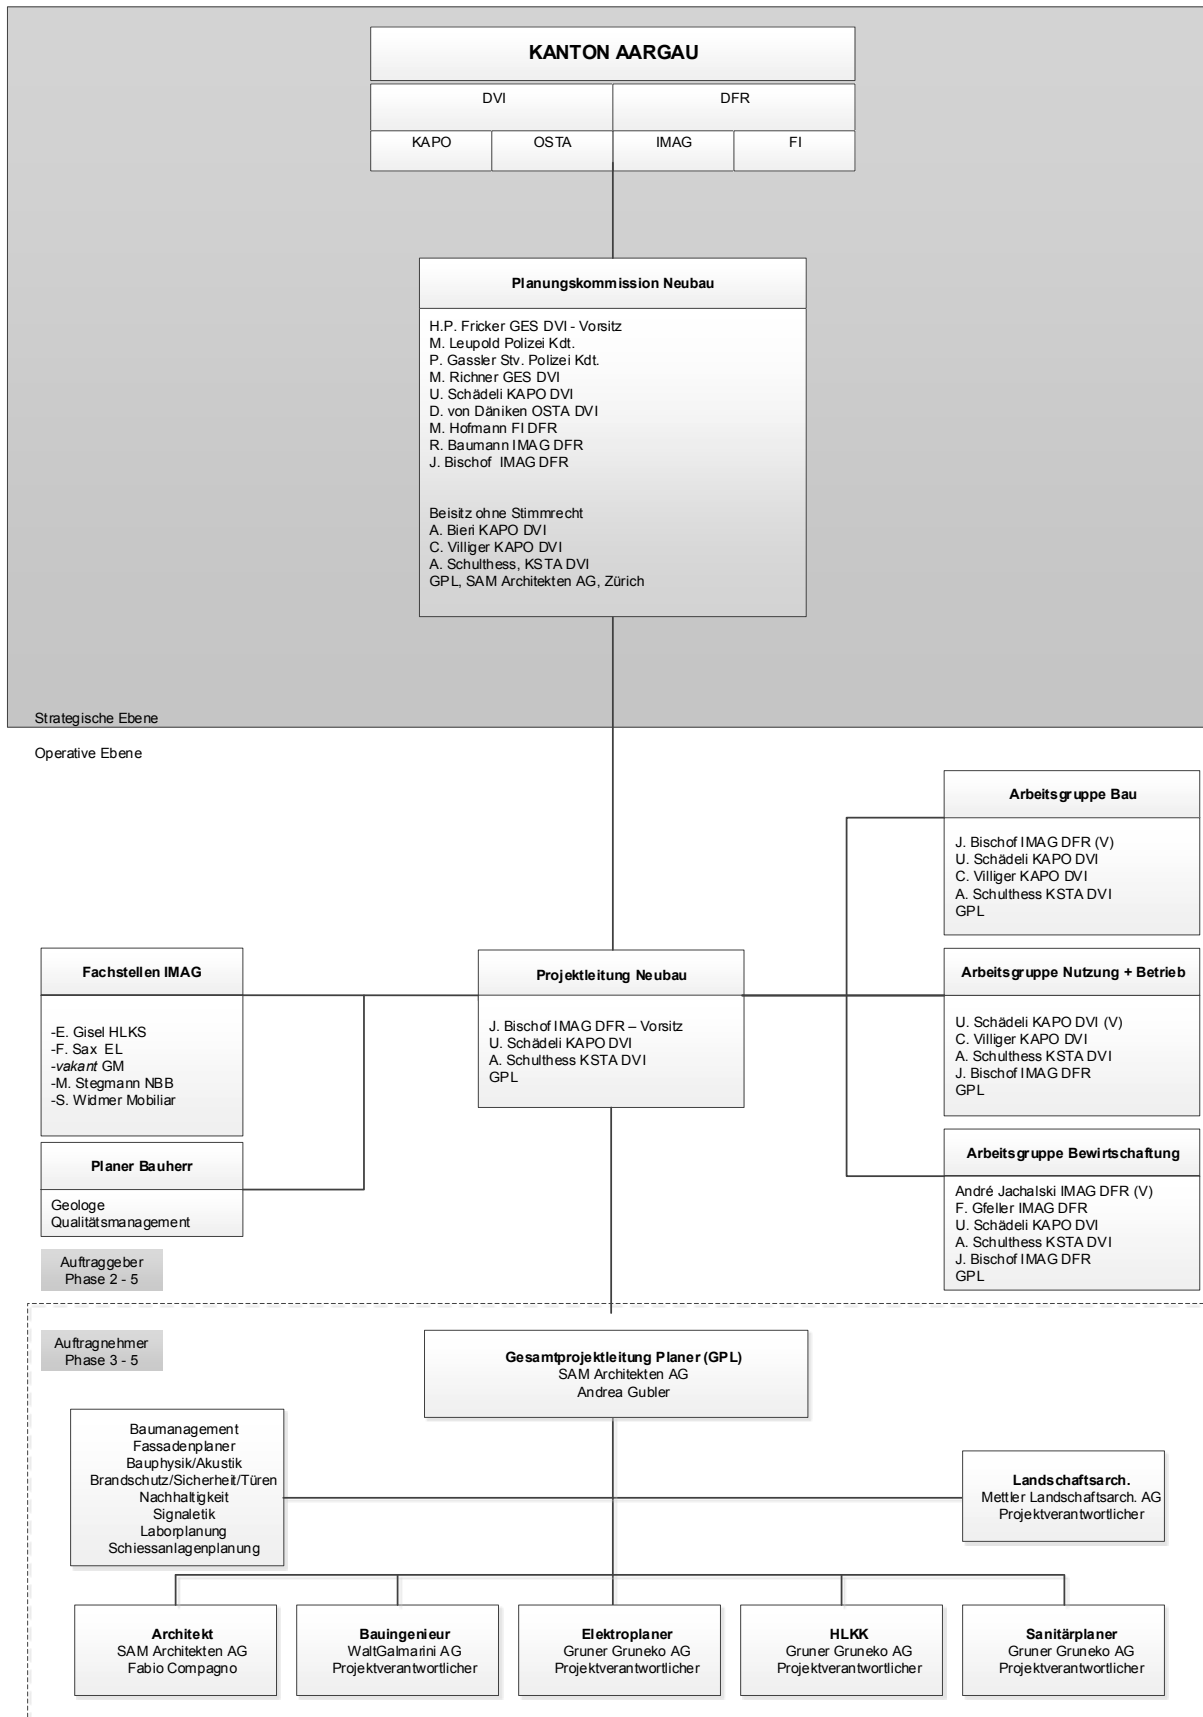 KANTON AARGAU
DVI
DFR
KAPO
OSTA
IMAG
FI
Planungskommission Neubau
H.P. Fricker GES DVI - Vorsitz
M. Leupold Polizei Kdt.
P. Gassler Stv. Polizei Kdt.
M. Richner GES DVI
U. Schädeli KAPO DVI
D. von Däniken OSTA DVI
M. Hofmann FI DFR
R. Baumann IMAG DFR
J. Bischof IMAG DFR
Beisitz ohne Stimmrecht
A. Bieri KAPO DVI
C. Villiger KAPO DVI
A. Schulthess, KSTA DVI
GPL, SAM Architekten AG, Zürich
Strategische Ebene
Operative Ebene
Arbeitsgruppe Bau
J. Bischof IMAG DFR (V)
U. Schädeli KAPO DVI
C. Villiger KAPO DVI
A. Schulthess KSTA DVI
GPL
Fachstellen IMAG
-E. Gisel HLKS
-F. Sax EL
-vakant GM
-M. Stegmann NBB
-S. Widmer Mobiliar
Projektleitung Neubau
J. Bischof IMAG DFR – Vorsitz
U. Schädeli KAPO DVI
A. Schulthess KSTA DVI
GPL
Arbeitsgruppe Nutzung + Betrieb
U. Schädeli KAPO DVI (V)
C. Villiger KAPO DVI
A. Schulthess KSTA DVI
J. Bischof IMAG DFR
GPL
Planer Bauherr
Geologe
Qualitätsmanagement
Arbeitsgruppe Bewirtschaftung
André Jachalski IMAG DFR (V)
F. Gfeller IMAG DFR
U. Schädeli KAPO DVI
A. Schulthess KSTA DVI
J. Bischof IMAG DFR
GPL
Auftraggeber
Phase 2 - 5
Auftragnehmer
Phase 3 - 5
Gesamtprojektleitung Planer (GPL)
SAM Architekten AG
Andrea Gubler
Baumanagement
Fassadenplaner
Bauphysik/Akustik
Brandschutz/Sicherheit/Türen
Nachhaltigkeit
Signaletik
Laborplanung
Schiessanlagenplanung
Landschaftsarch.
Mettler Landschaftsarch. AG
Projektverantwortlicher
Architekt
SAM Architekten AG
Fabio Compagno
Bauingenieur
WaltGalmarini AG
Projektverantwortlicher
Elektroplaner
Gruner Gruneko AG
Projektverantwortlicher
HLKK
Gruner Gruneko AG
Projektverantwortlicher
Sanitärplaner
Gruner Gruneko AG
Projektverantwortlicher